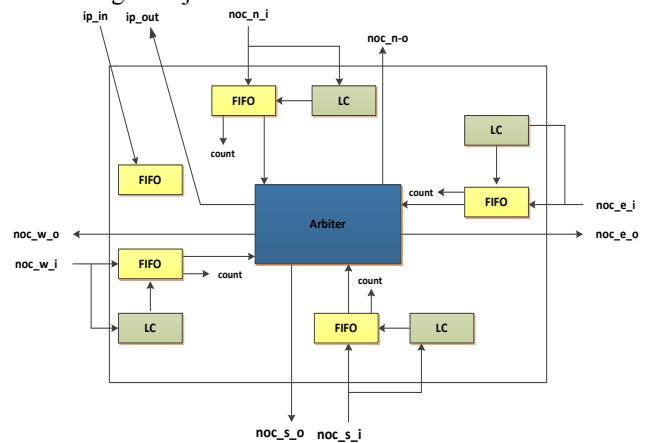 ip_in
ip_out
noc_n_i
noc_n-o
FIFO
LC
count
LC
FIFO
count
FIFO
noc_e_i
Arbiter
noc_w_o
noc_e_o
noc_w_i
FIFO
count
count
LC
FIFO
LC
noc_s_o
noc_s_i